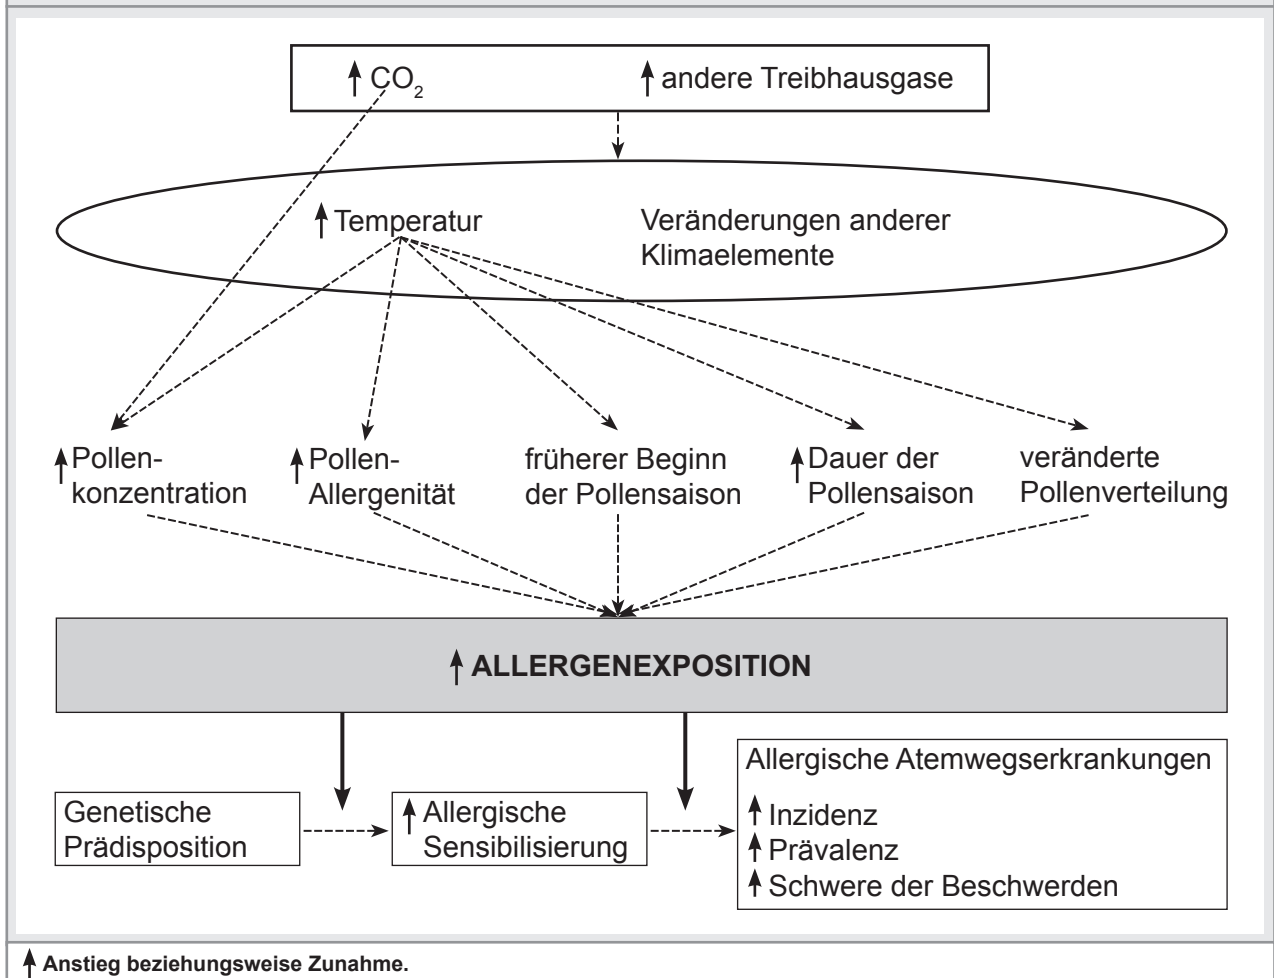 ↑ CO₂ ↑ andere Treibhausgase
↑ Temperatur
Veränderungen anderer
Klimaelemente
↑ Pollen-
konzentration
↑ Pollen-
Allergenität
früherer Beginn
der Pollensaison
↑ Dauer der
Pollensaison
veränderte
Pollenverteilung
↑ ALLERGENEXPOSITION
Genetische
Prädisposition
↑ Allergische
Sensibilisierung
Allergische Atemwegserkrankungen
↑ Inzidenz
↑ Prävalenz
↑ Schwere der Beschwerden
↑ Anstieg beziehungsweise Zunahme.